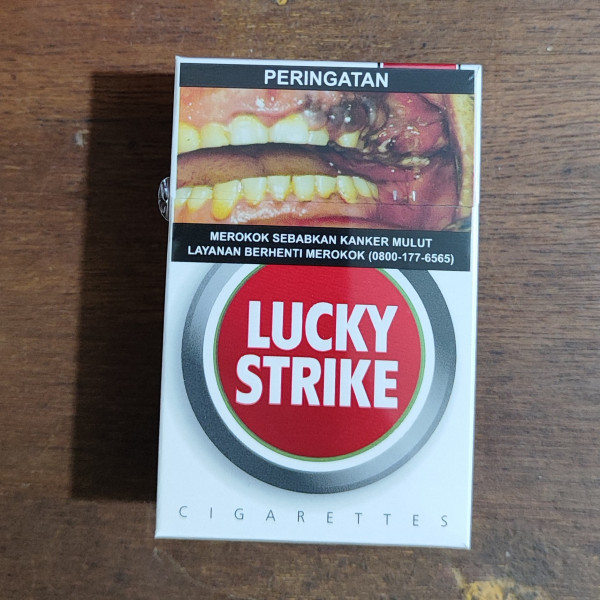 PERINGATAN
MEROKOK SEBABKAN KANKER MULUT
LAYANAN BERHENTI MEROKOK (0800-177-6565)
LUCKY
STRIKE
CIGARETTES